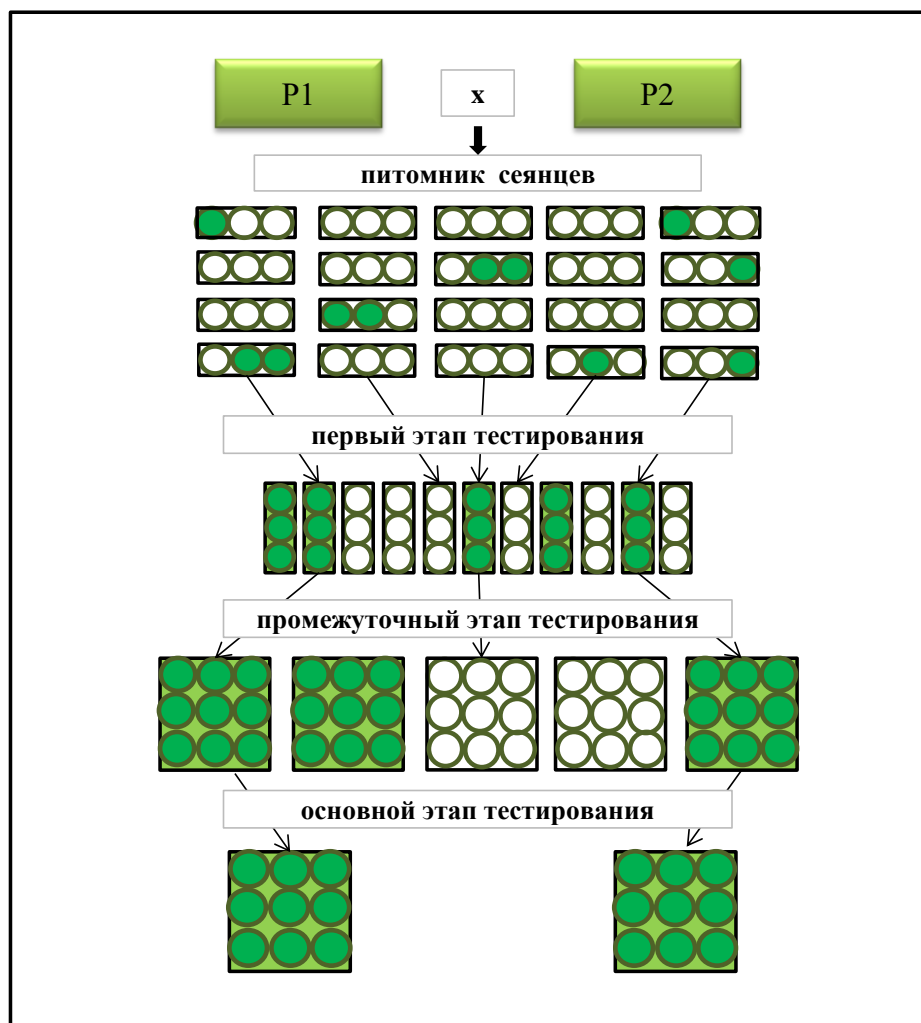 P1 x P2
питомник сеянцев
первый этап тестирования
промежуточный этап тестирования
основной этап тестирования